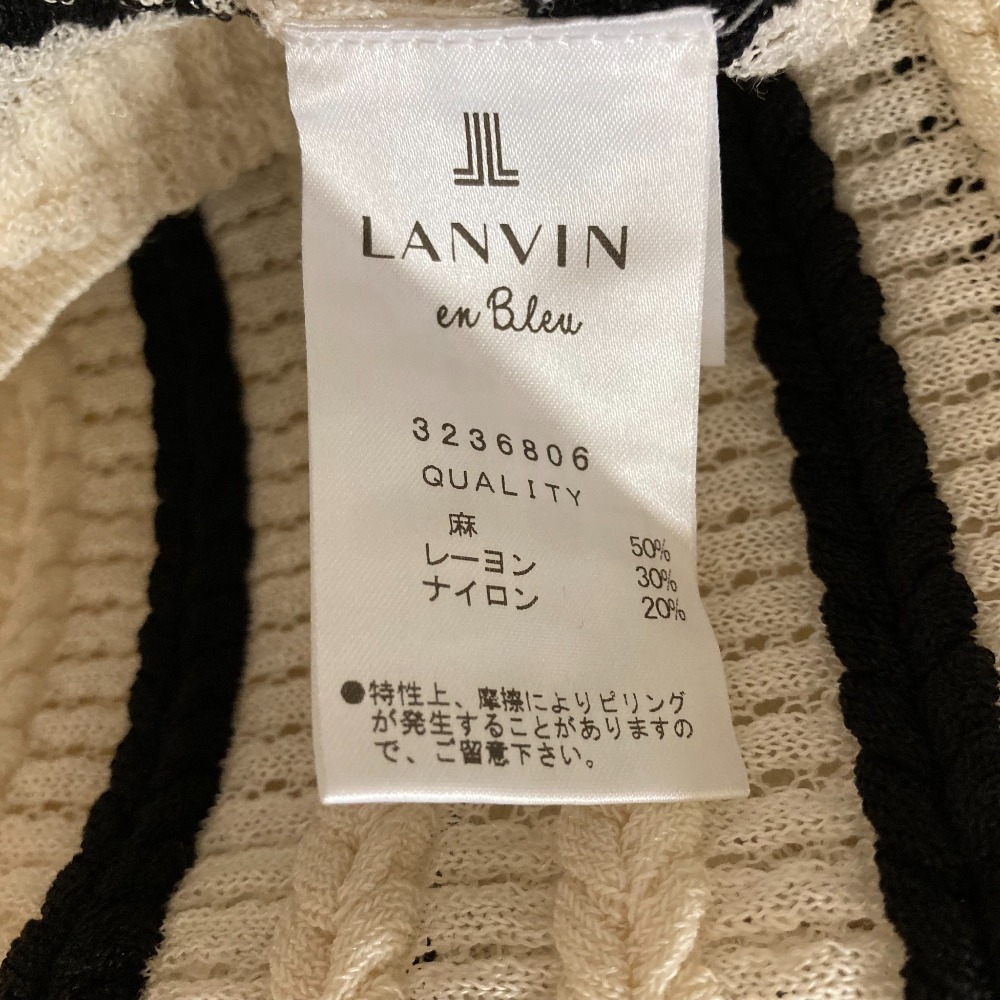 LANVIN
en Bleu
3236806
QUALITY
麻 50%
レーヨン 30%
ナイロン 20%
●特性上、摩擦によりピリング
が発生することがありますの
で、ご留意下さい。